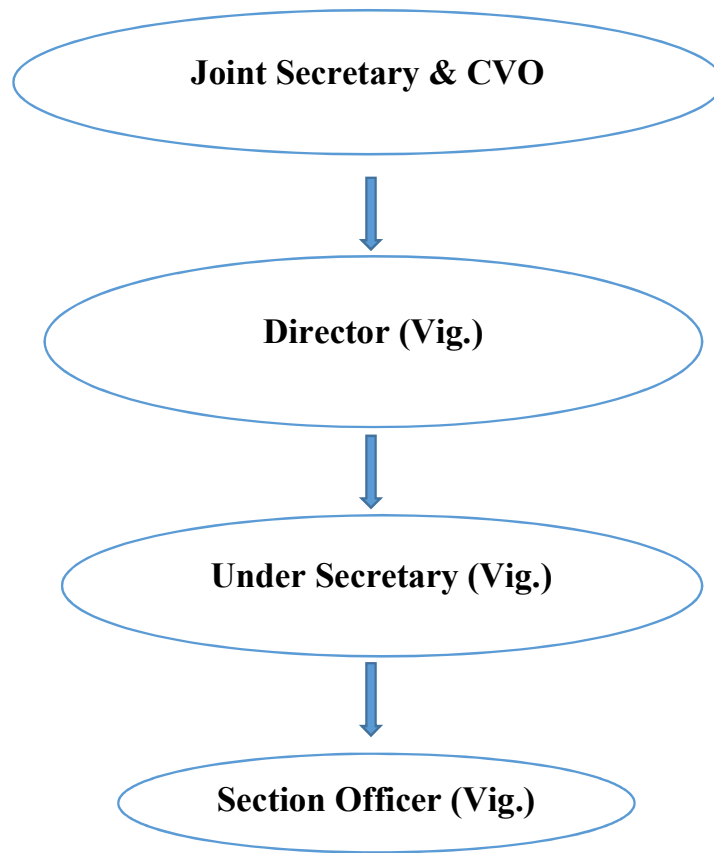 Joint Secretary & CVO
Director (Vig.)
Under Secretary (Vig.)
Section Officer (Vig.)